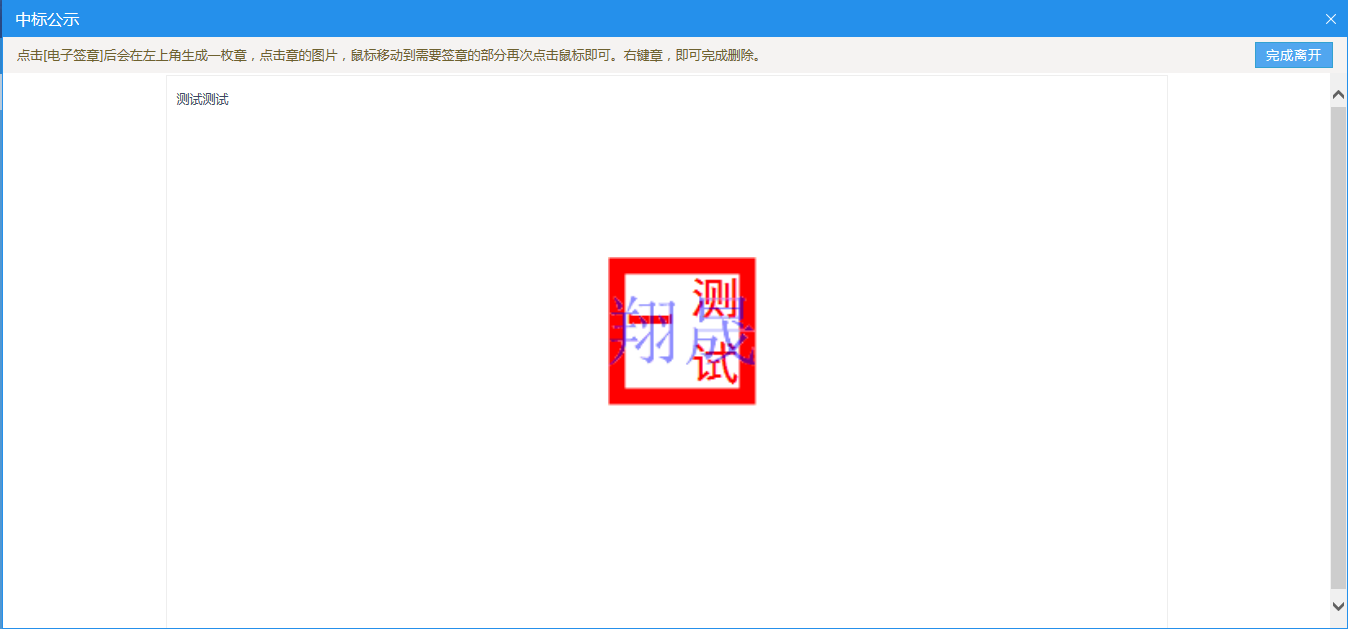 中标公示
点击[电子签章]后会在左上角生成一枚章，点击章的图片，鼠标移动到需要签章的部分再次点击鼠标即可。右键章，即可完成删除。
完成离开
测试测试
测试一
翔晟